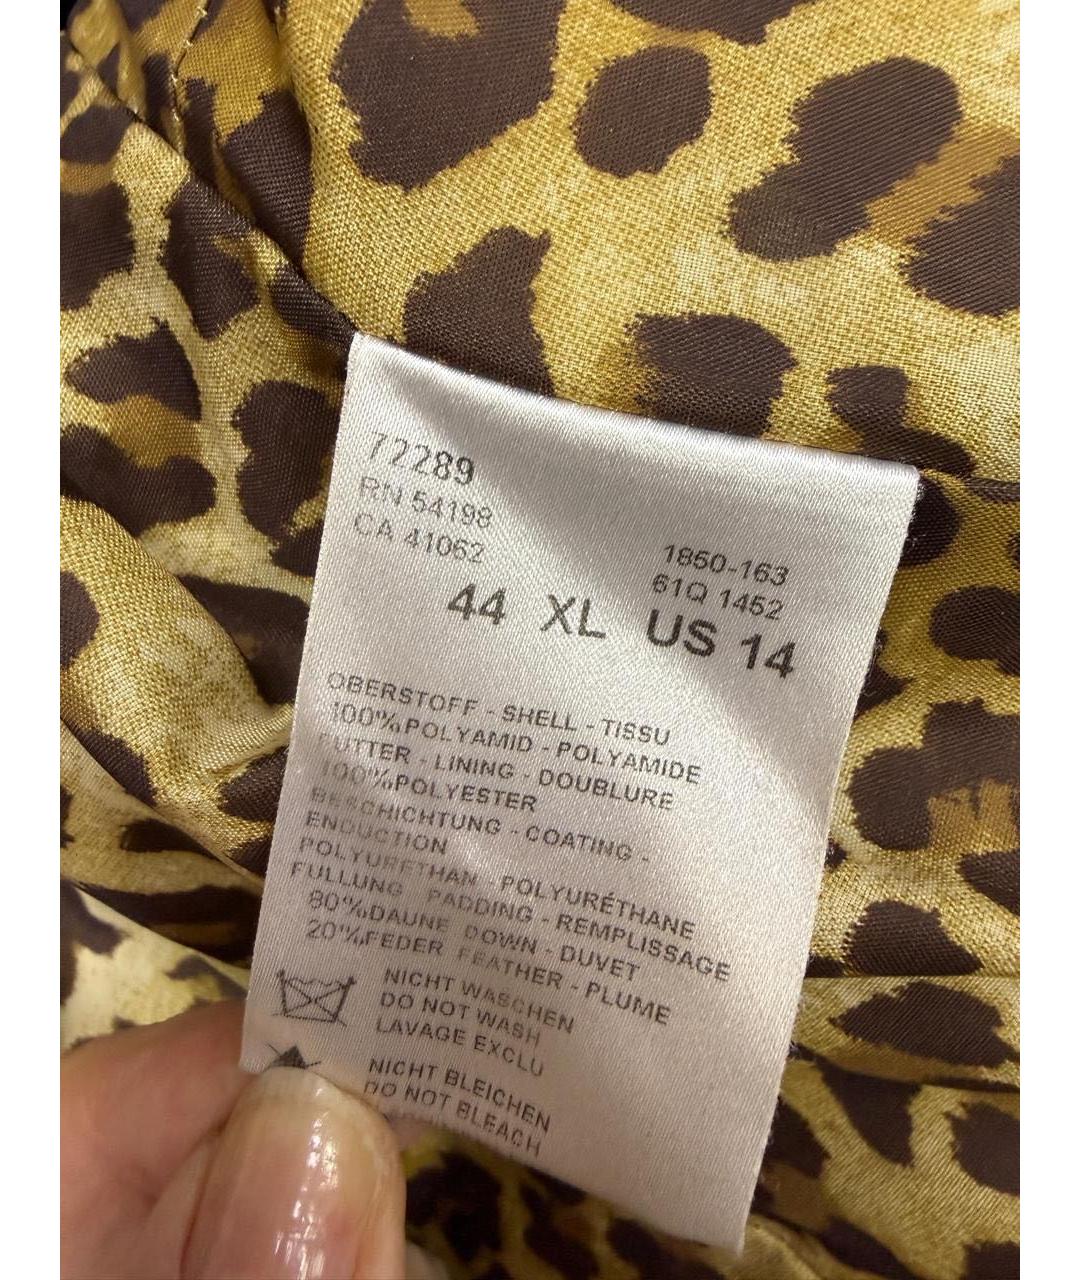 72289
RN 54198
CA 41062
1850-163
61Q 1452
44 XL US 14
OBERSTOFF - SHELL - TISSU
100%POLYAMID - POLYAMIDE
FUTTER - LINING - DOUBLURE
100%POLYESTER
BESCHICHTUNG - COATING -
ENDUCTION
POLYURETHAN - POLYURÉTHANE
FÜLLUNG PADDING - REMPLISSAGE
80%DAUNE DOWN - DUVET
20%FEDER FEATHER - PLUME
NICHT WASCHEN
DO NOT WASH
LAVAGE EXCLU
NICHT BLEICHEN
DO NOT BLEACH